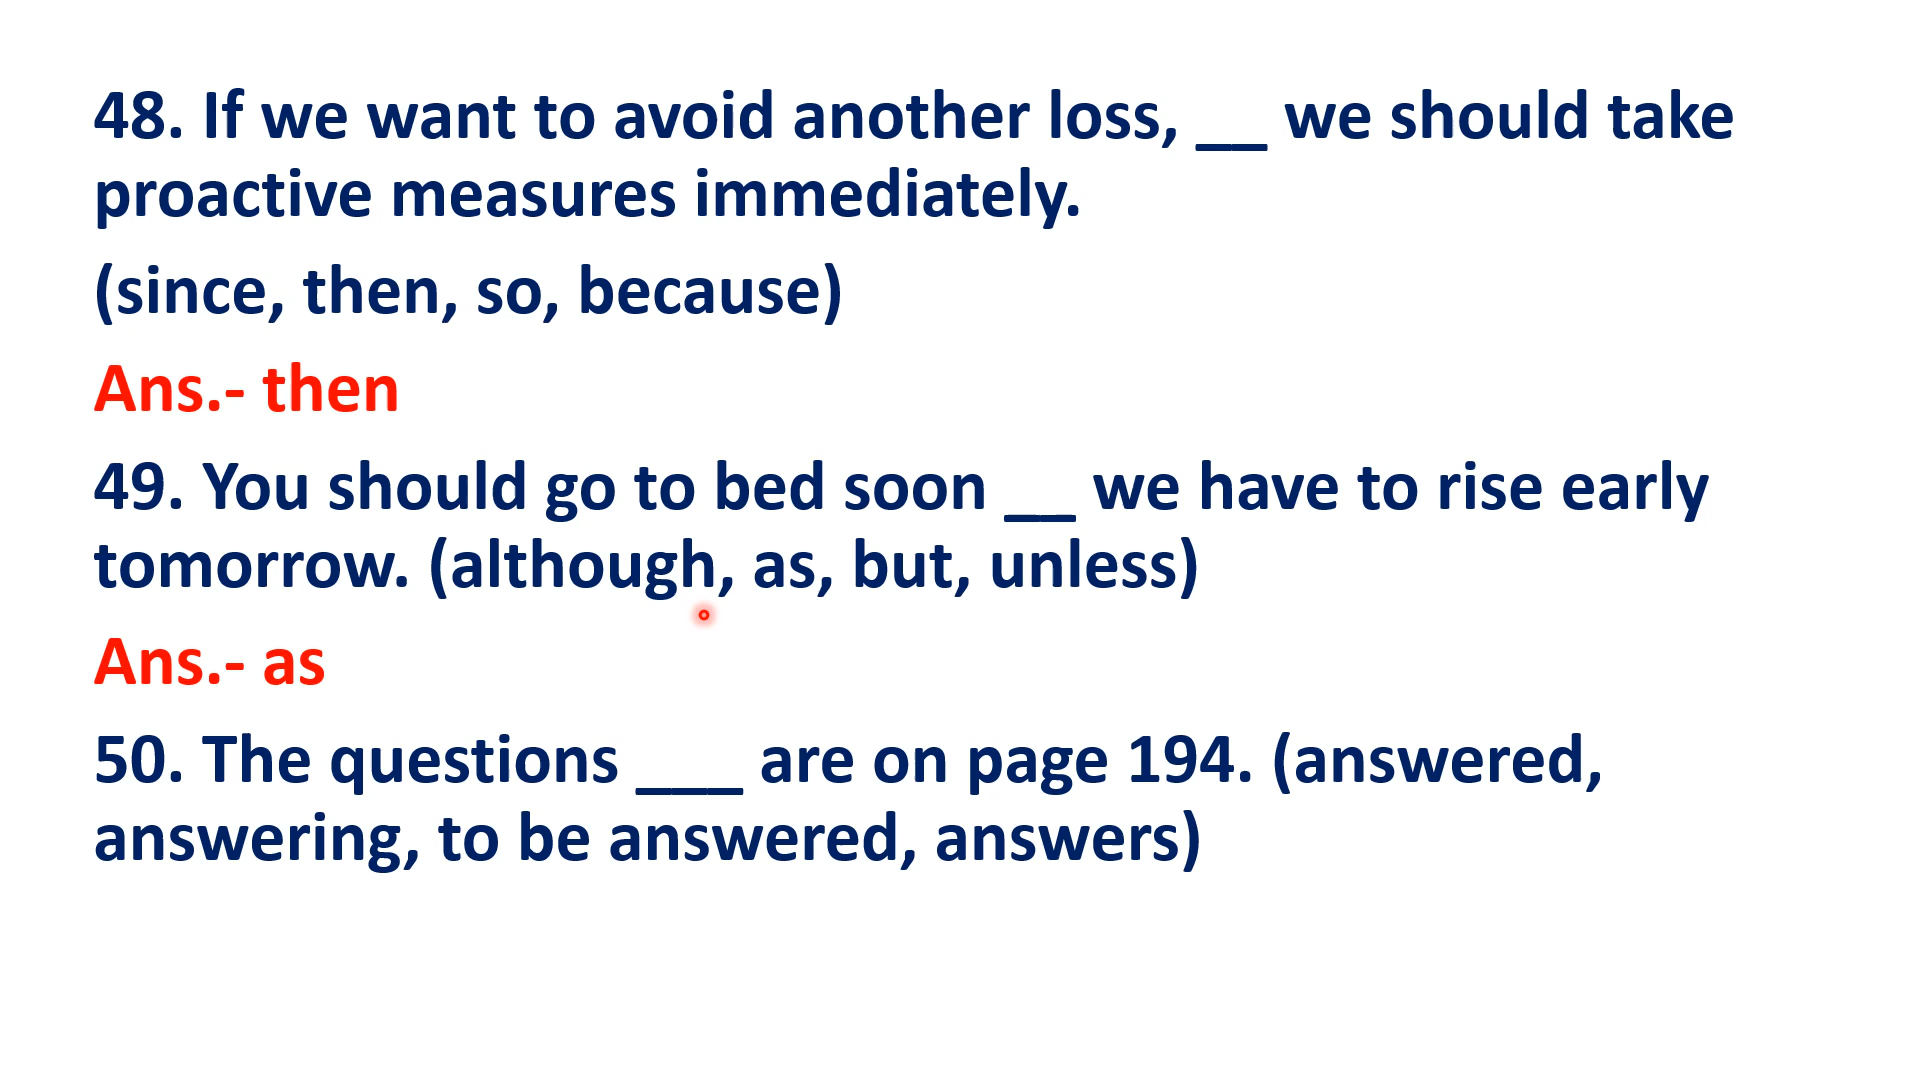 48. If we want to avoid another loss, __ we should take
proactive measures immediately.
(since, then, so, because)
Ans.- then
49. You should go to bed soon __ we have to rise early
tomorrow. (although, as, but, unless)
Ans.- as
50. The questions ___ are on page 194. (answered,
answering, to be answered, answers)